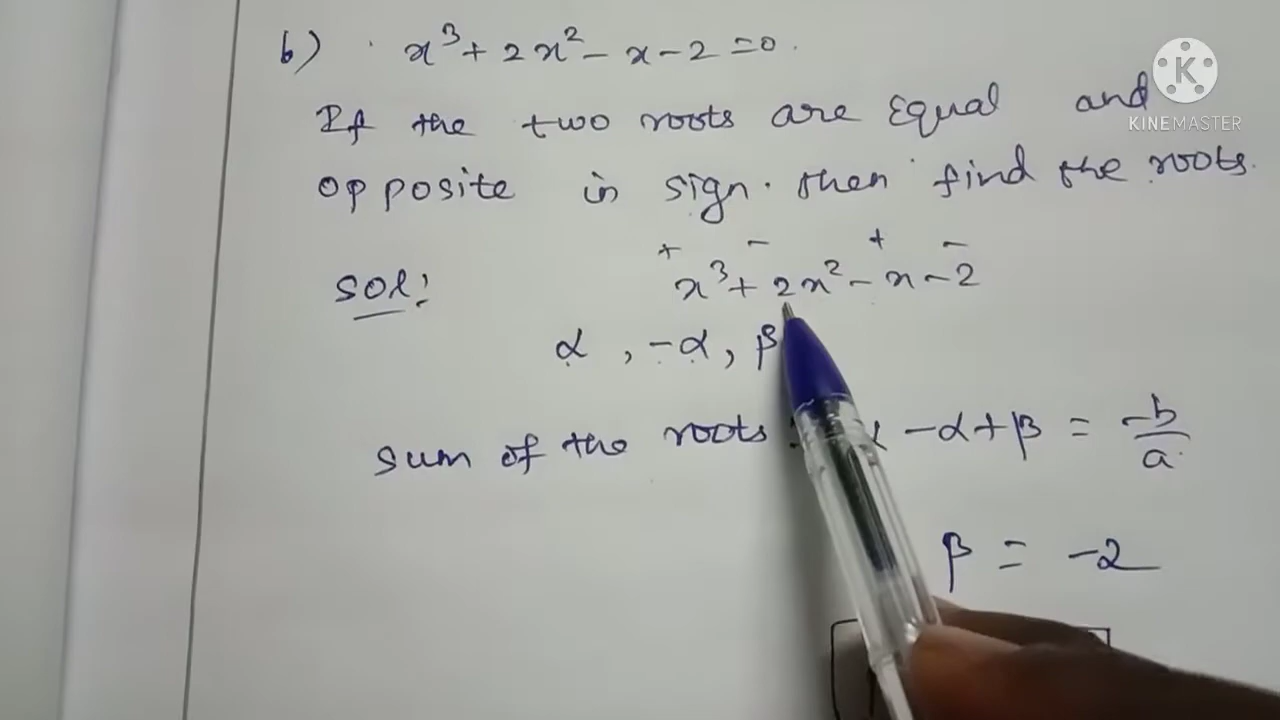 b) x³ + 2x² - x - 2 = 0.
If the two roots are Equal and
opposite in sign. then find the roots.
Sol:
+ - + -
x³ + 2x² - x - 2
α , -α , β
sum of the roots : - α + β = -b/a
β = -2
K
KINEMASTER